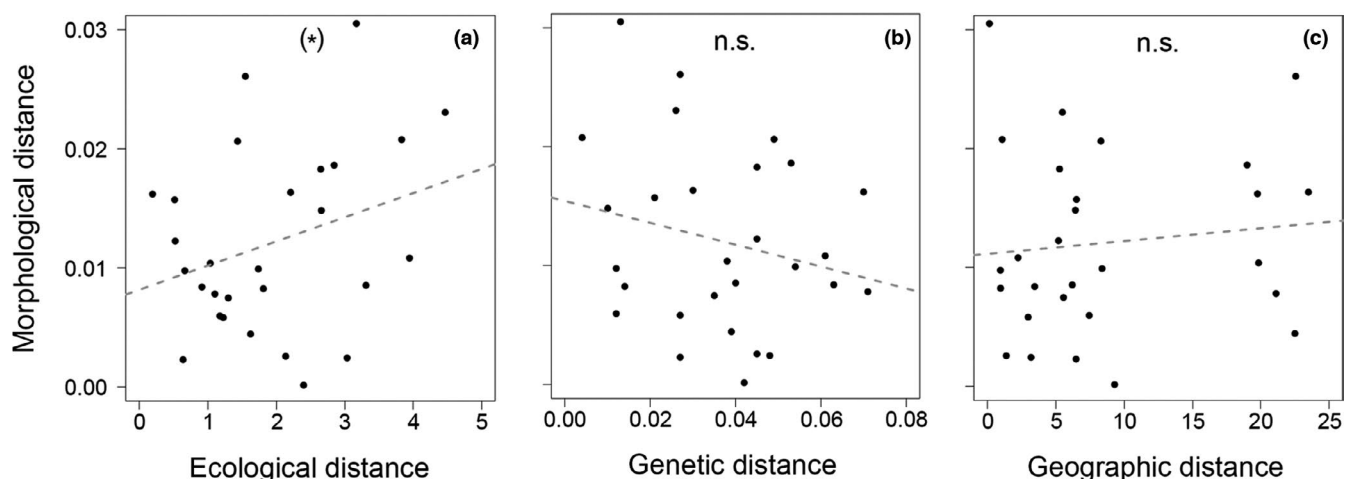 (*) (a) n.s. (b) n.s. (c)
0.03
0.02
0.01
0.00
Morphological distance
0 1 2 3 4 5
0.00 0.02 0.04 0.06 0.08
0 5 10 15 20 25
Ecological distance
Genetic distance
Geographic distance